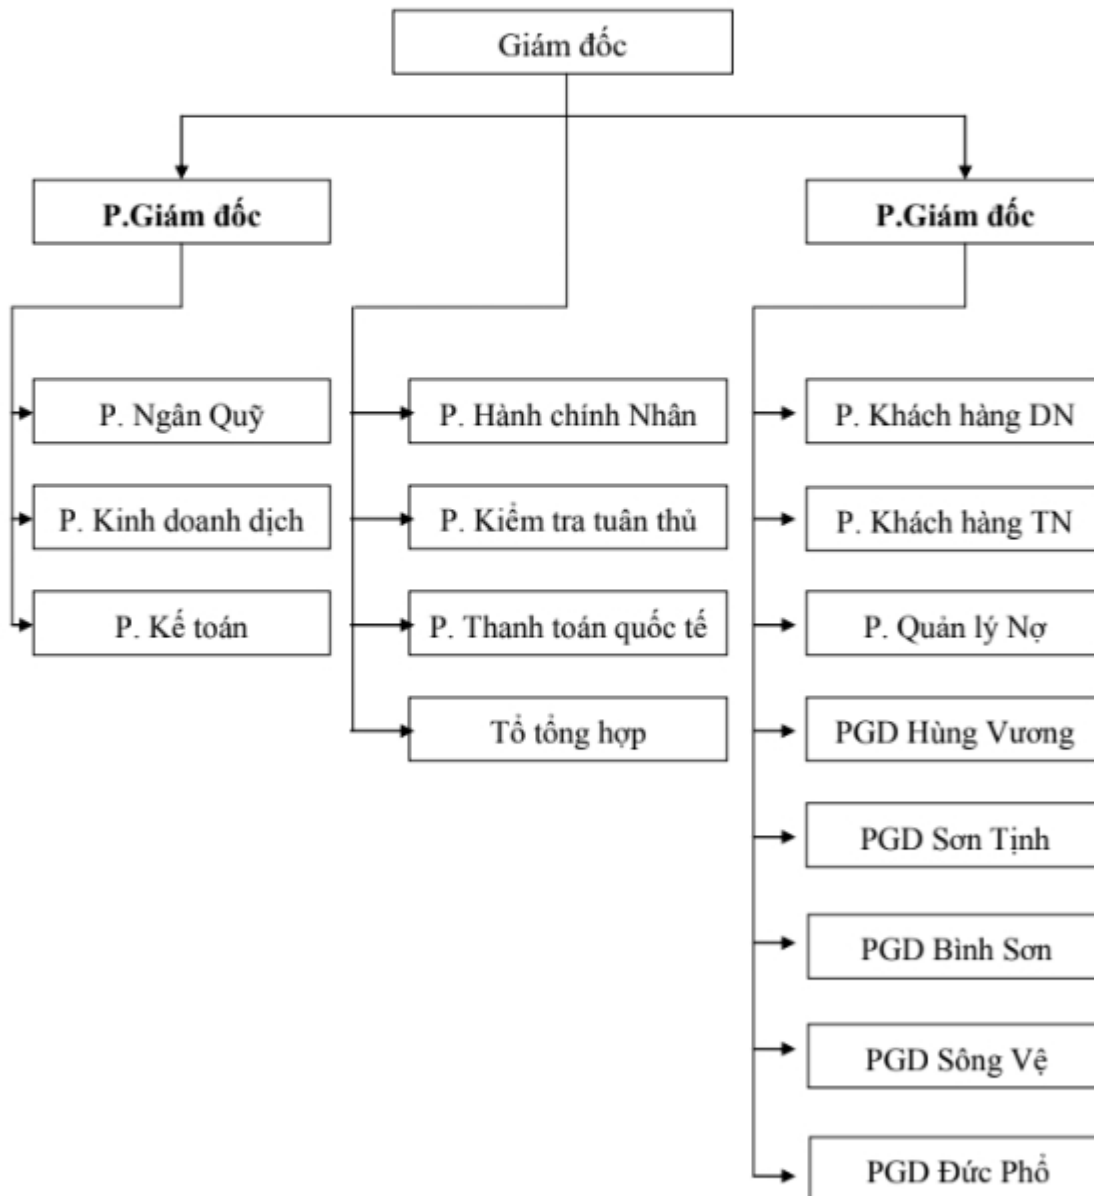 Giám đốc
P.Giám đốc
P.Giám đốc
P. Ngân Quỹ
P. Kinh doanh dịch
P. Kế toán
P. Hành chính Nhân
P. Kiểm tra tuân thủ
P. Thanh toán quốc tế
Tổ tổng hợp
P. Khách hàng DN
P. Khách hàng TN
P. Quản lý Nợ
PGD Hùng Vương
PGD Sơn Tịnh
PGD Bình Sơn
PGD Sông Vệ
PGD Đức Phổ